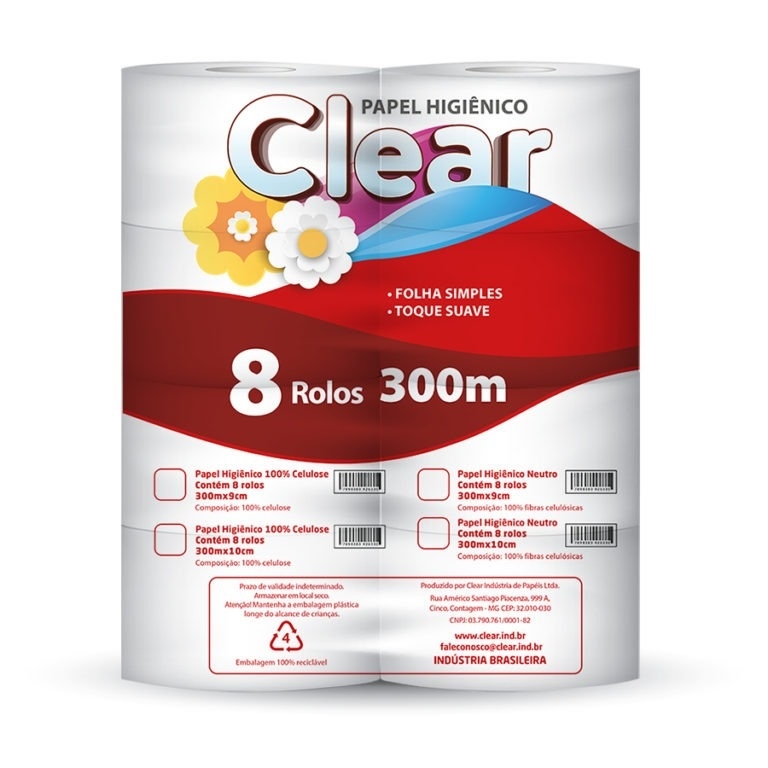 PAPEL HIGIÊNICO
Clear
• FOLHA SIMPLES
• TOQUE SUAVE
8 Rolos 300m
Papel Higiênico 100% Celulose
Contém 8 rolos
300mx9cm
Composição: 100% celulose
Papel Higiênico Neutro
Contém 8 rolos
300mx9cm
Composição: 100% fibras celulósicas
Papel Higiênico 100% Celulose
Contém 8 rolos
300mx10cm
Composição: 100% celulose
Papel Higiênico Neutro
Contém 8 rolos
300mx10cm
Composição: 100% fibras celulósicas
Prazo de validade indeterminado.
Armazenar em local seco.
Atenção! Mantenha a embalagem plástica
longe do alcance de crianças.
4
Embalagem 100% reciclável
Produzido por Clear Indústria de Papéis Ltda.
Rua Américo Santiago Piacenza, 999 A,
Cinco, Contagem - MG CEP: 32.010-030
CNPJ: 03.790.761/0001-82
www.clear.ind.br
faleconosco@clear.ind.br
INDÚSTRIA BRASILEIRA